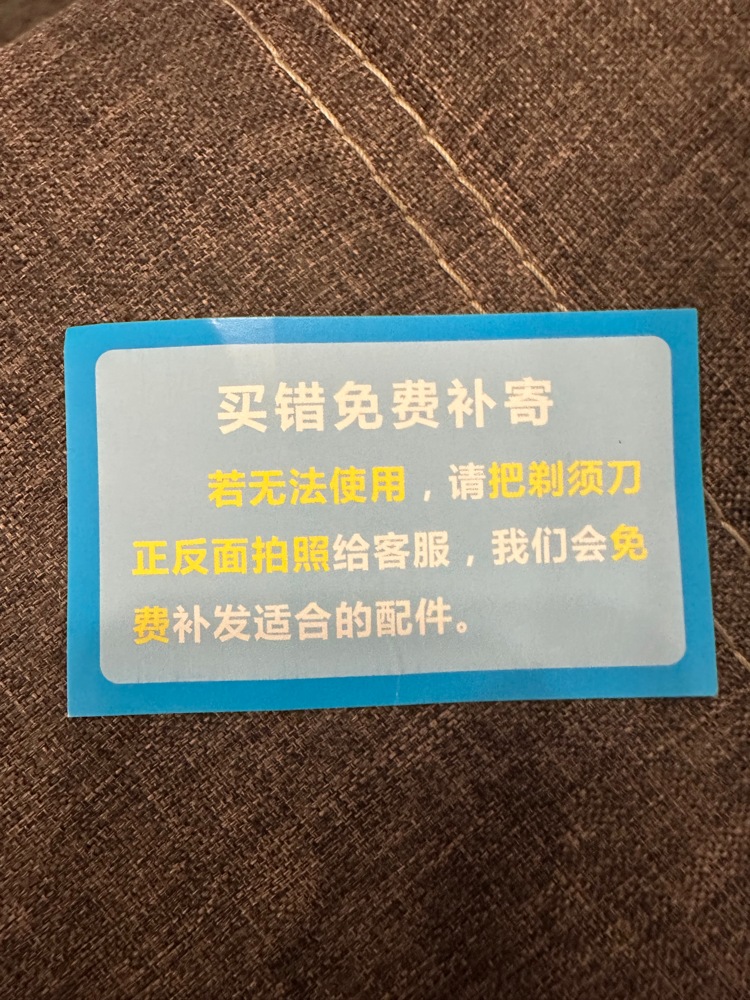 买错免费补寄
若无法使用，请把剃须刀
正反面拍照给客服，我们会免
费补发适合的配件。